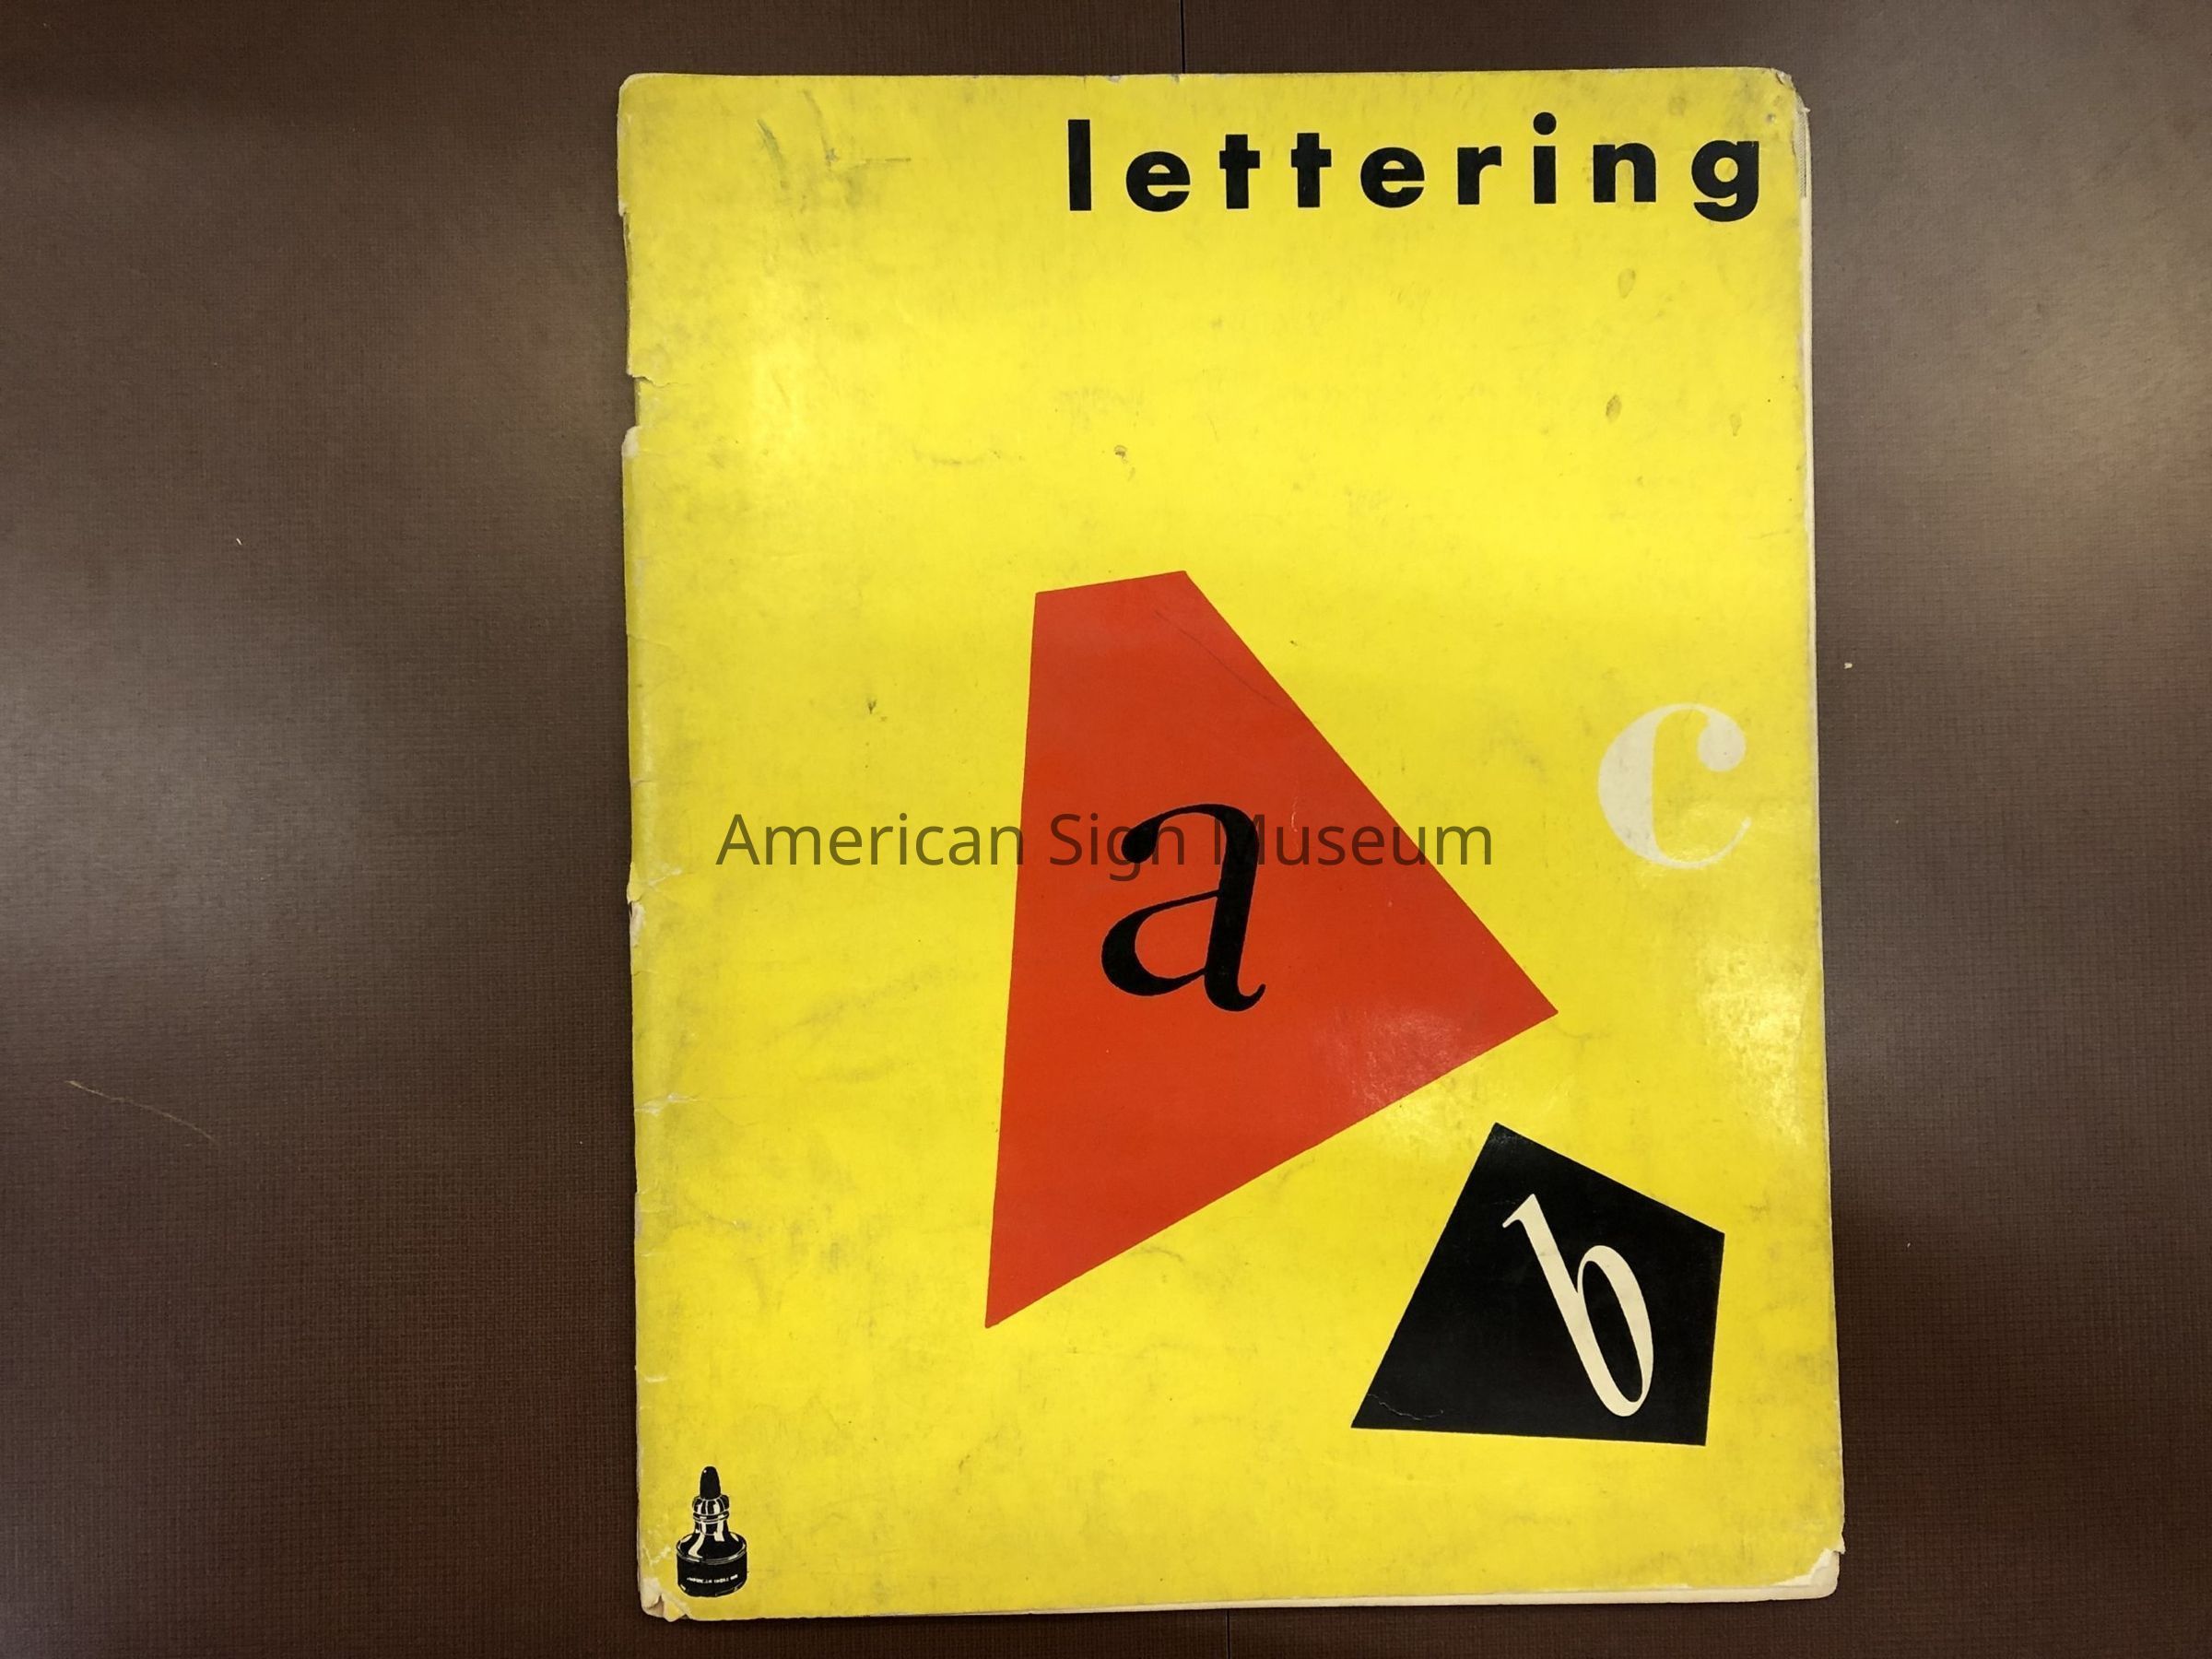 lettering
c
American Sign Museum
a
b